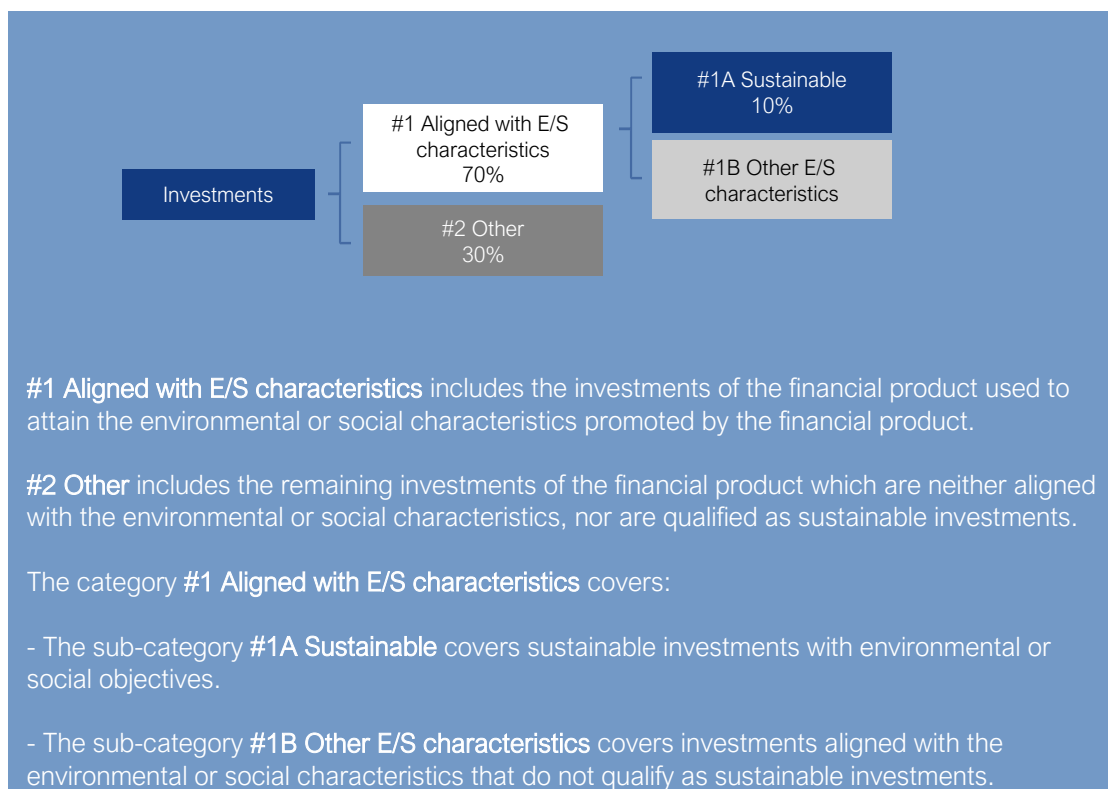 Investments
#1 Aligned with E/S
characteristics
70%
#2 Other
30%
#1A Sustainable
10%
#1B Other E/S
characteristics
#1 Aligned with E/S characteristics includes the investments of the financial product used to
attain the environmental or social characteristics promoted by the financial product.
#2 Other includes the remaining investments of the financial product which are neither aligned
with the environmental or social characteristics, nor are qualified as sustainable investments.
The category #1 Aligned with E/S characteristics covers:
- The sub-category #1A Sustainable covers sustainable investments with environmental or
social objectives.
- The sub-category #1B Other E/S characteristics covers investments aligned with the
environmental or social characteristics that do not qualify as sustainable investments.